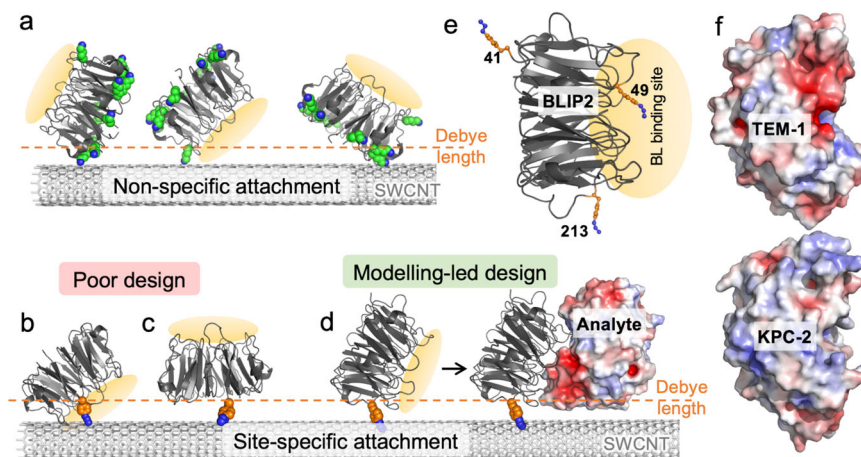 a
Debye
length
Non-specific attachment
SWCNT
e
41
49
BLIP2
BL binding site
213
f
TEM-1
KPC-2
Poor design
Modelling-led design
b
c
d
Analyte
Debye
length
Site-specific attachment
SWCNT